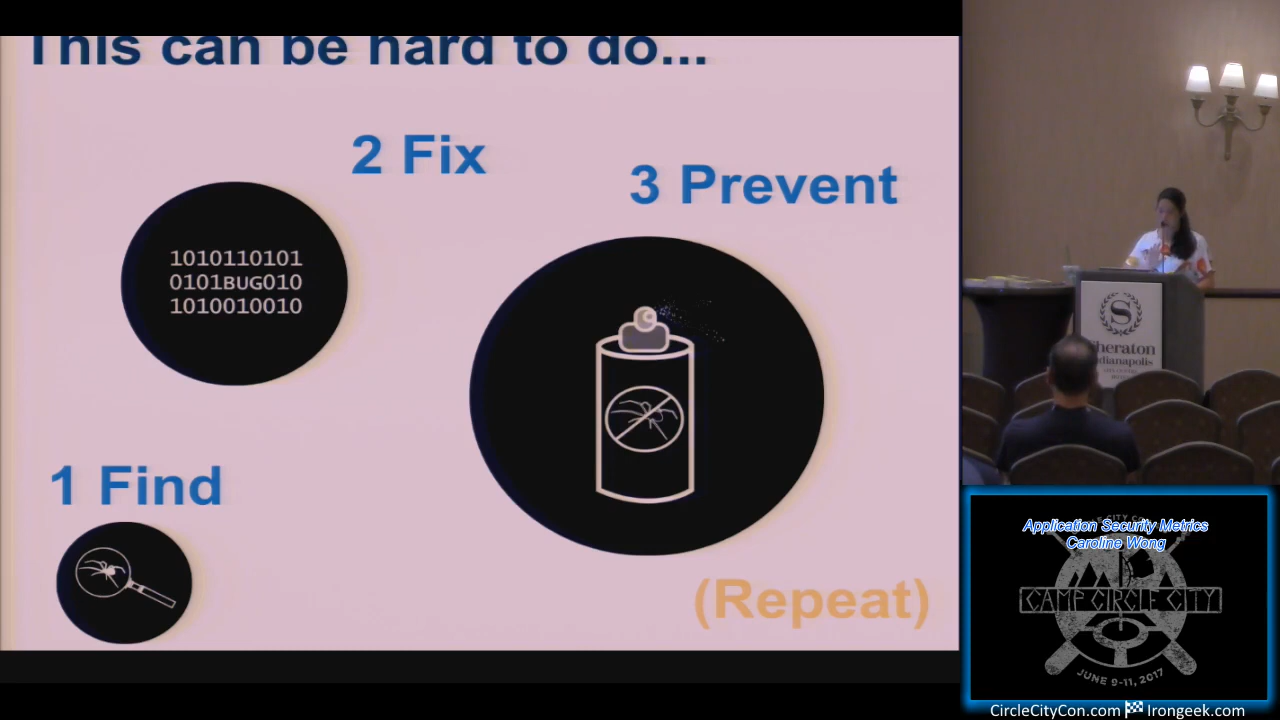 This can be hard to do...
2 Fix
3 Prevent
1010110101
0101BUG010
1010010010
1 Find
(Repeat)
S
Sheraton
Indianapolis
Application Security Metrics
Caroline Wong
CAMP CIRCLE CITY
JUNE 9-11, 2017
CircleCityCon.com Irongeek.com